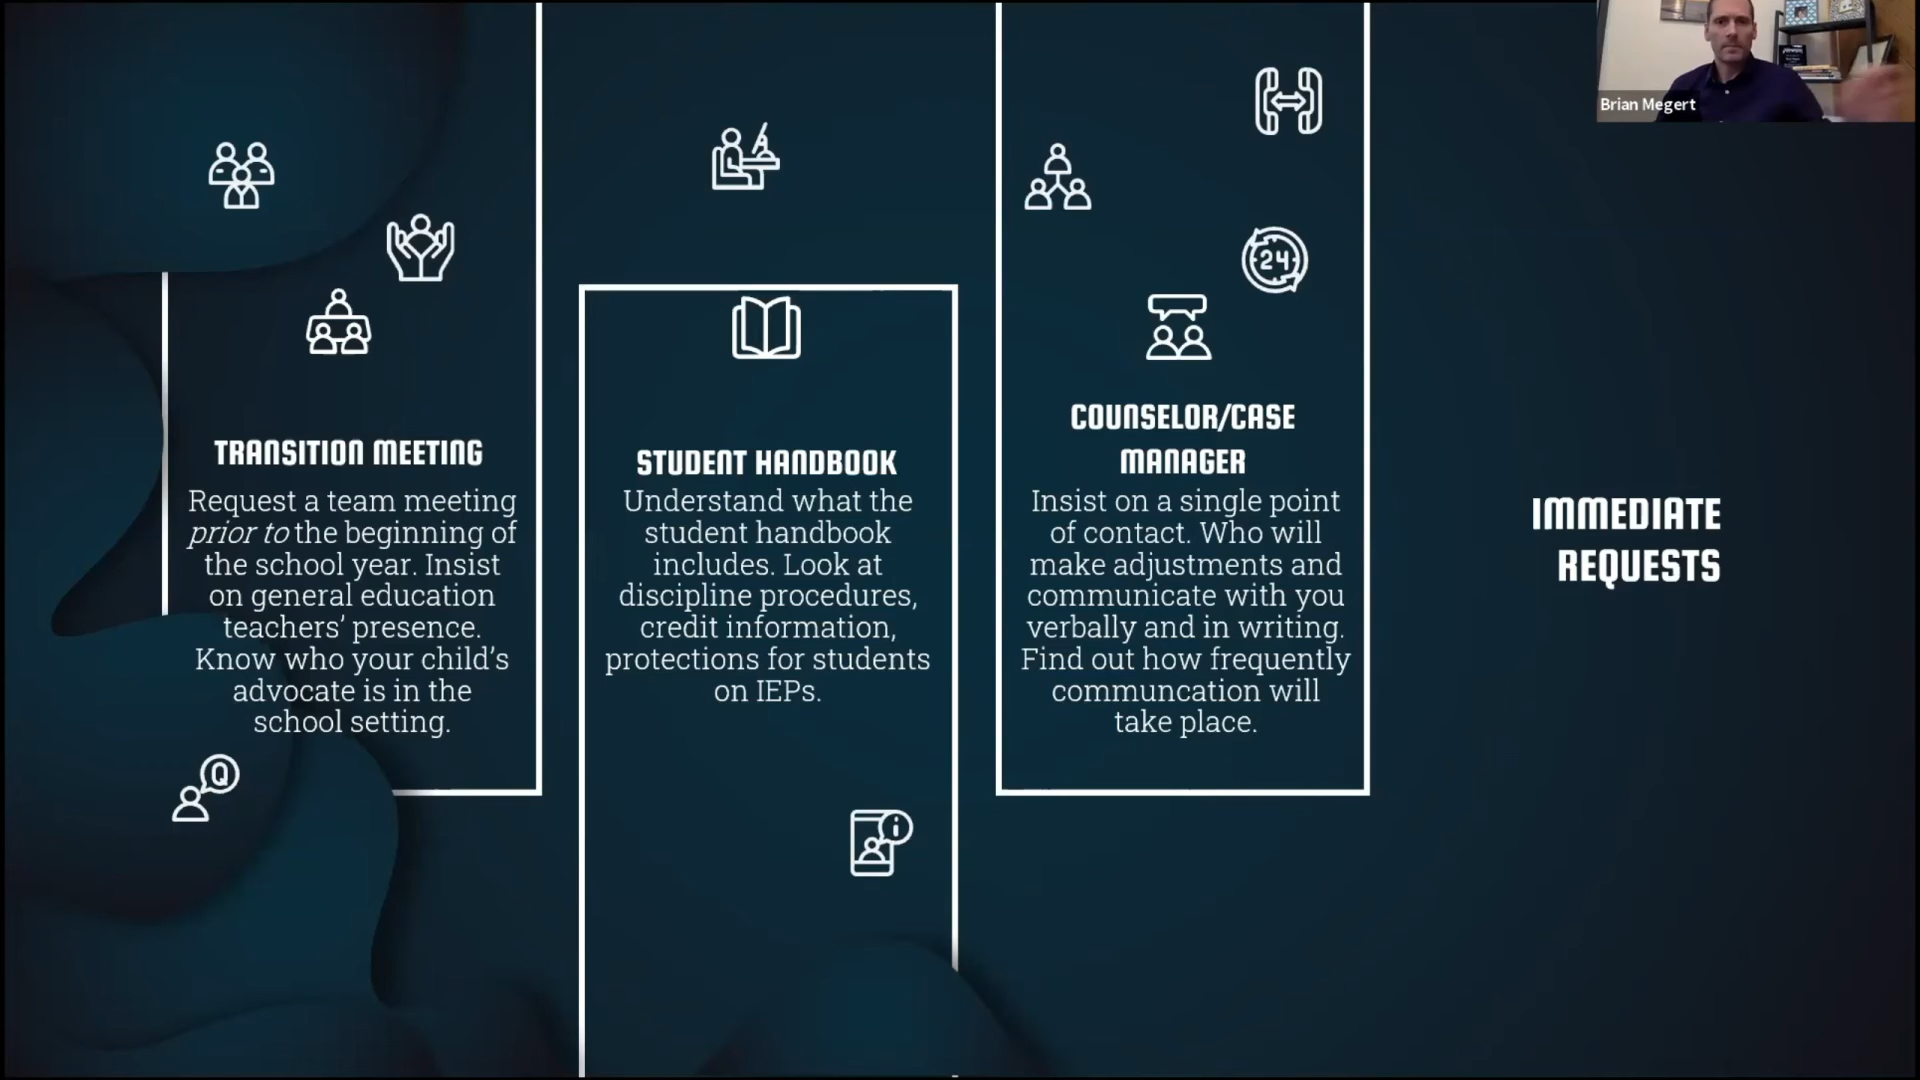 TRANSITION MEETING
Request a team meeting
prior to the beginning of
the school year. Insist
on general education
teachers’ presence.
Know who your child’s
advocate is in the
school setting.
Q
STUDENT HANDBOOK
Understand what the
student handbook
includes. Look at
discipline procedures,
credit information,
protections for students
on IEPs.
i
24
COUNSELOR/CASE
MANAGER
Insist on a single point
of contact. Who will
make adjustments and
communicate with you
verbally and in writing.
Find out how frequently
communcation will
take place.
IMMEDIATE
REQUESTS
Brian Megert